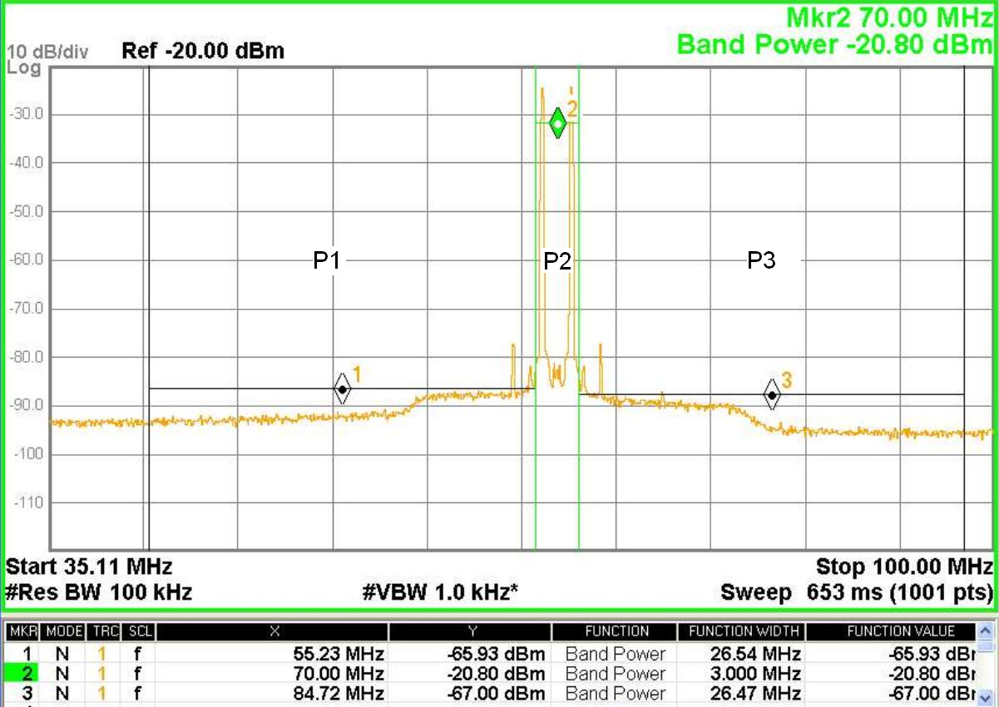 Mkr2 70.00 MHz
10 dB/div Ref -20.00 dBm Band Power -20.80 dBm
Log
-30.0
2
-40.0
-50.0
-60.0
P1 P2 P3
-70.0
-80.0
1 3
-90.0
-100
-110
Start 35.11 MHz Stop 100.00 MHz
#Res BW 100 kHz #VBW 1.0 kHz* Sweep 653 ms (1001 pts)
MKR MODE TRC SCL X Y FUNCTION FUNCTION WIDTH FUNCTION VALUE
1 N 1 f 55.23 MHz -65.93 dBm Band Power 26.54 MHz -65.93 dBr
2 N 1 f 70.00 MHz -20.80 dBm Band Power 3.000 MHz -20.80 dBr
3 N 1 f 84.72 MHz -67.00 dBm Band Power 26.47 MHz -67.00 dBr